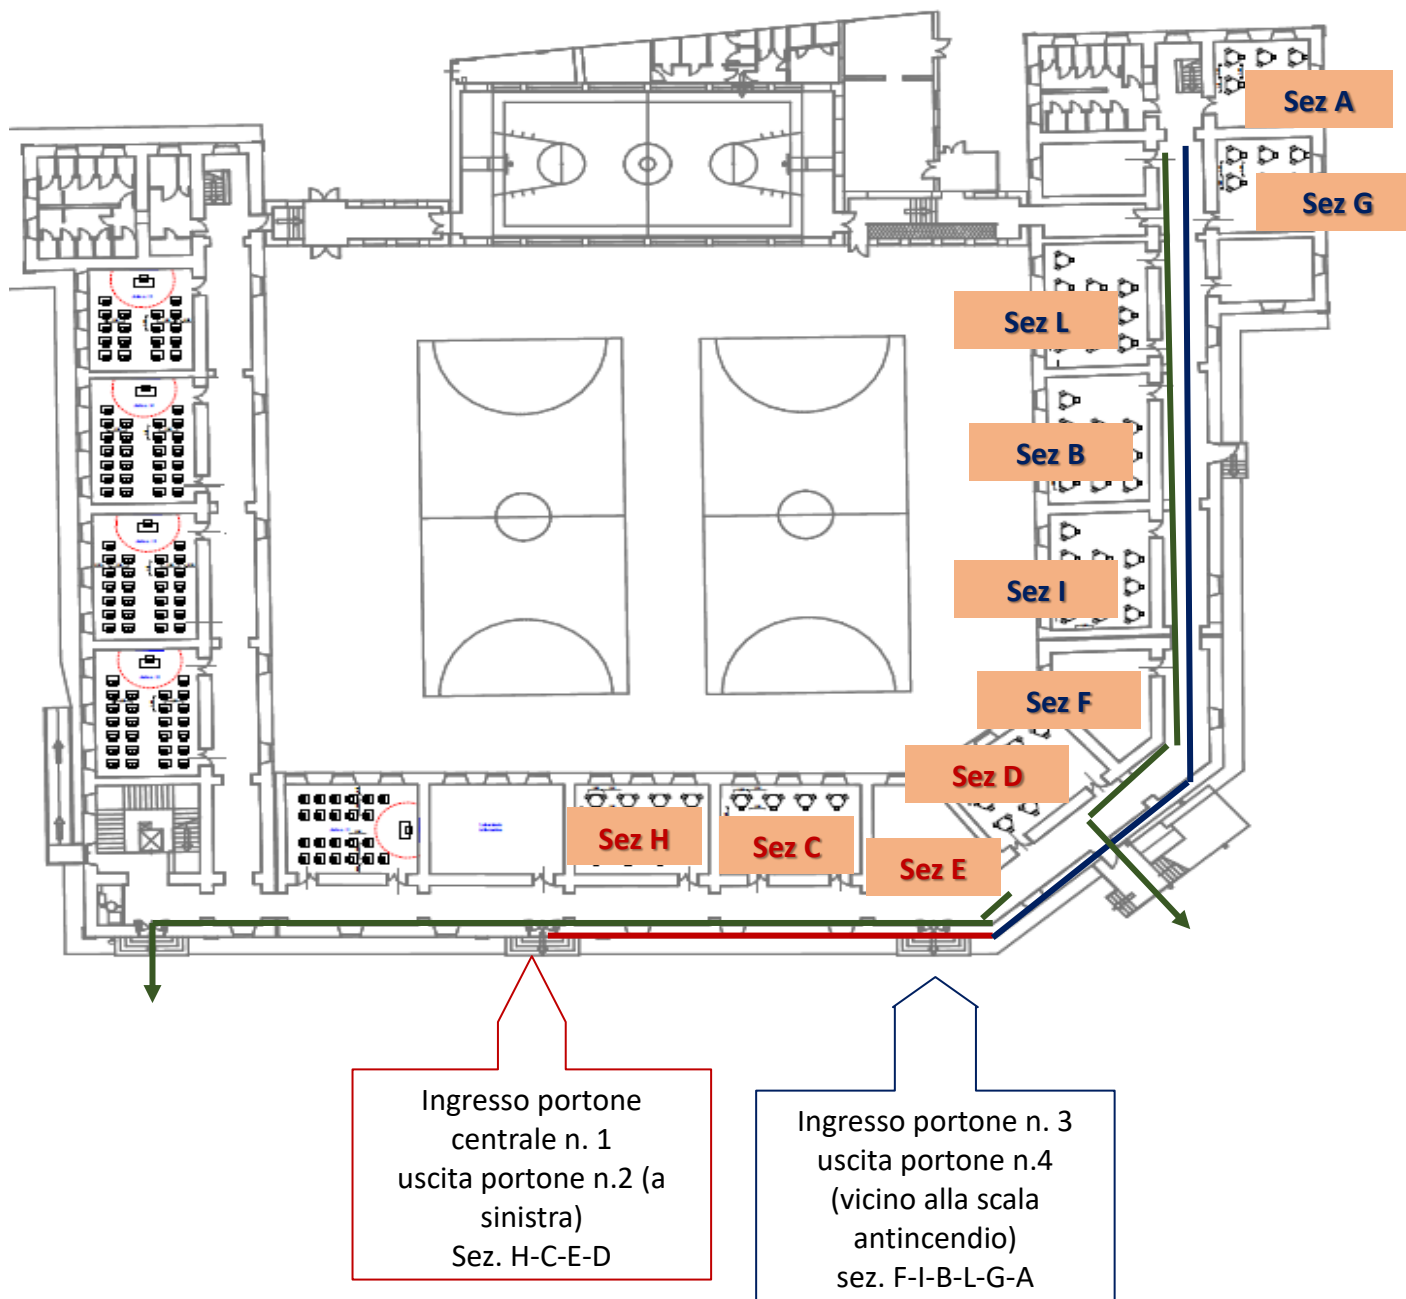 Sez A
Sez G
Sez L
Sez B
Sez I
Sez F
Sez D
Sez H
Sez C
Sez E
Ingresso portone
centrale n. 1
uscita portone n.2 (a
sinistra)
Sez. H-C-E-D
Ingresso portone n. 3
uscita portone n.4
(vicino alla scala
antincendio)
sez. F-I-B-L-G-A